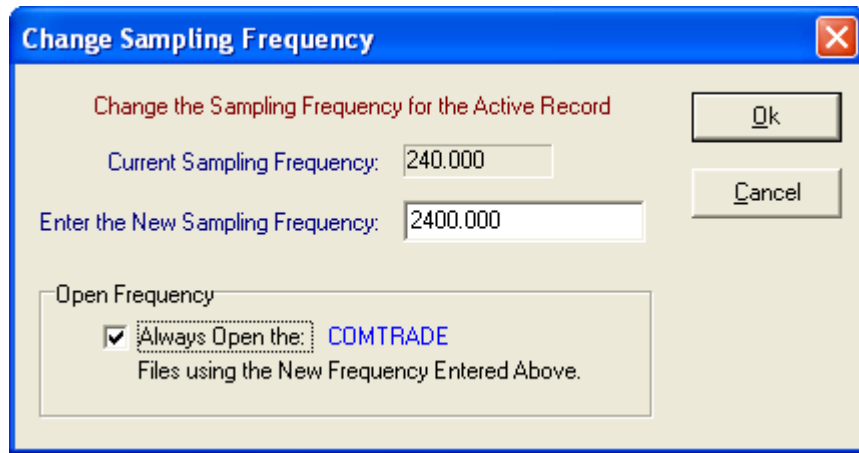 Change Sampling Frequency
Change the Sampling Frequency for the Active Record
Ok
Current Sampling Frequency: 240.000
Cancel
Enter the New Sampling Frequency: 2400.000
Open Frequency
Always Open the: COMTRADE
Files using the New Frequency Entered Above.